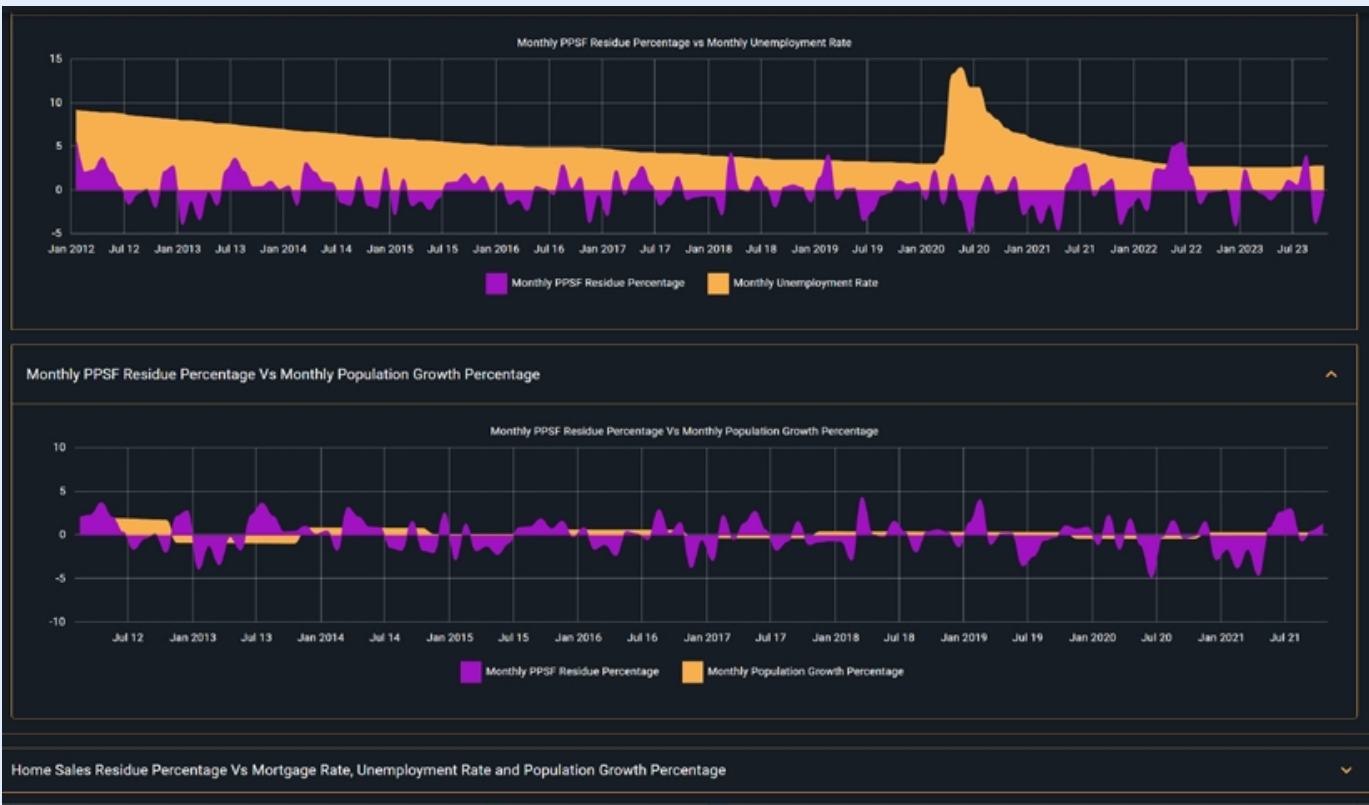 Monthly PPSF Residue Percentage vs Monthly Unemployment Rate
15
10
5
0
-5
Jan 2012 Jul 12 Jan 2013 Jul 13 Jan 2014 Jul 14 Jan 2015 Jul 15 Jan 2016 Jul 16 Jan 2017 Jul 17 Jan 2018 Jul 18 Jan 2019 Jul 19 Jan 2020 Jul 20 Jan 2021 Jul 21 Jan 2022 Jul 22 Jan 2023 Jul 23
Monthly PPSF Residue Percentage Monthly Unemployment Rate
Monthly PPSF Residue Percentage Vs Monthly Population Growth Percentage
Monthly PPSF Residue Percentage Vs Monthly Population Growth Percentage
10
5
0
-5
-10
Jul 12 Jan 2013 Jul 13 Jan 2014 Jul 14 Jan 2015 Jul 15 Jan 2016 Jul 16 Jan 2017 Jul 17 Jan 2018 Jul 18 Jan 2019 Jul 19 Jan 2020 Jul 20 Jan 2021 Jul 21
Monthly PPSF Residue Percentage Monthly Population Growth Percentage
Home Sales Residue Percentage Vs Mortgage Rate, Unemployment Rate and Population Growth Percentage